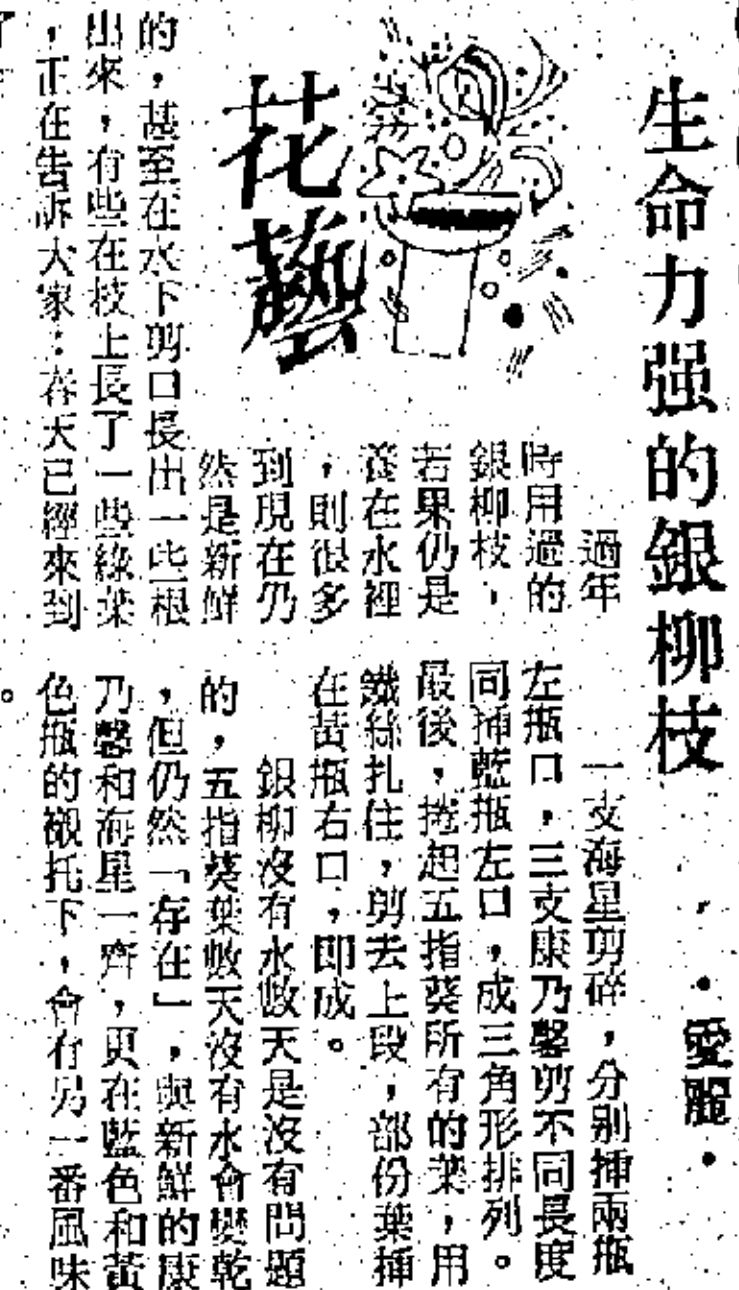 生命力强的銀柳枝
・愛麗・
花藝
過年
時用過的
銀柳枝，
若果仍是
養在水裡
，則很多
到現在仍
然是新鮮
的，甚至在水下剪口長出一些根
出來，有些在枝上長了一些綠葉
，正在告訴大家：春天已經來到
了
一支海星剪碎，分别插兩瓶
左瓶口，三支康乃馨剪不同長度
同插藍瓶左口，成三角形排列。
最後，捲起五指葵所有的葉，用
鐵絲扎住，剪去上段，部份葉插
在黃瓶右口，即成。
銀柳沒有水數天是沒有問題
的，五指葵葉數天沒有水會變乾
，但仍然「存在」，與新鮮的康
乃馨和海星一齊，更在藍色和黃
色瓶的襯托下，會有另一番風味
。